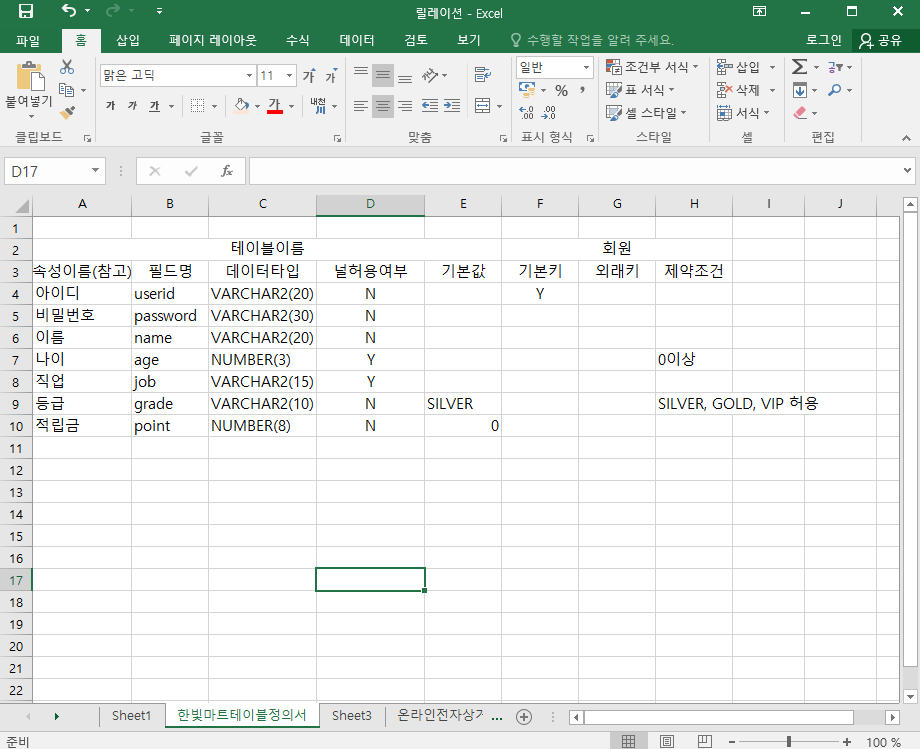 릴레이션 - Excel
파일 홈 삽입 페이지 레이아웃 수식 데이터 검토 보기 수행할 작업을 알려 주세요. 로그인 공유
붙여넣기
맑은 고딕 11 가 가
가 가 가 가 내천
일반
% ,
조건부 서식
표 서식
셀 스타일
삽입
삭제
서식
클립보드 글꼴 맞춤 표시 형식 스타일 셀 편집
D17 fx
A B C D E F G H I J
1
2 테이블이름 회원
3 속성이름(참고) 필드명 데이터타입 널허용여부 기본값 기본키 외래키 제약조건
4 아이디 userid VARCHAR2(20) N Y
5 비밀번호 password VARCHAR2(30) N
6 이름 name VARCHAR2(20) N
7 나이 age NUMBER(3) Y 0이상
8 직업 job VARCHAR2(15) Y
9 등급 grade VARCHAR2(10) N SILVER SILVER, GOLD, VIP 허용
10 적립금 point NUMBER(8) N 0
11
12
13
14
15
16
17
18
19
20
21
22
Sheet1 한빛마트테이블정의서 Sheet3 온라인전자상거 ...
준비 100 %